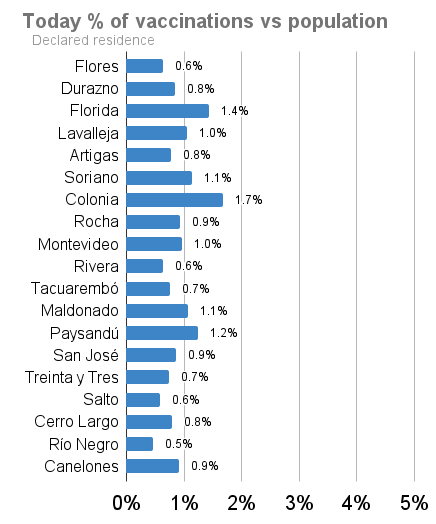 Today % of vaccinations vs population
Declared residence
Flores 0.6%
Durazno 0.8%
Florida 1.4%
Lavalleja 1.0%
Artigas 0.8%
Soriano 1.1%
Colonia 1.7%
Rocha 0.9%
Montevideo 1.0%
Rivera 0.6%
Tacuarembó 0.7%
Maldonado 1.1%
Paysandú 1.2%
San José 0.9%
Treinta y Tres 0.7%
Salto 0.6%
Cerro Largo 0.8%
Río Negro 0.5%
Canelones 0.9%
0% 1% 2% 3% 4% 5%